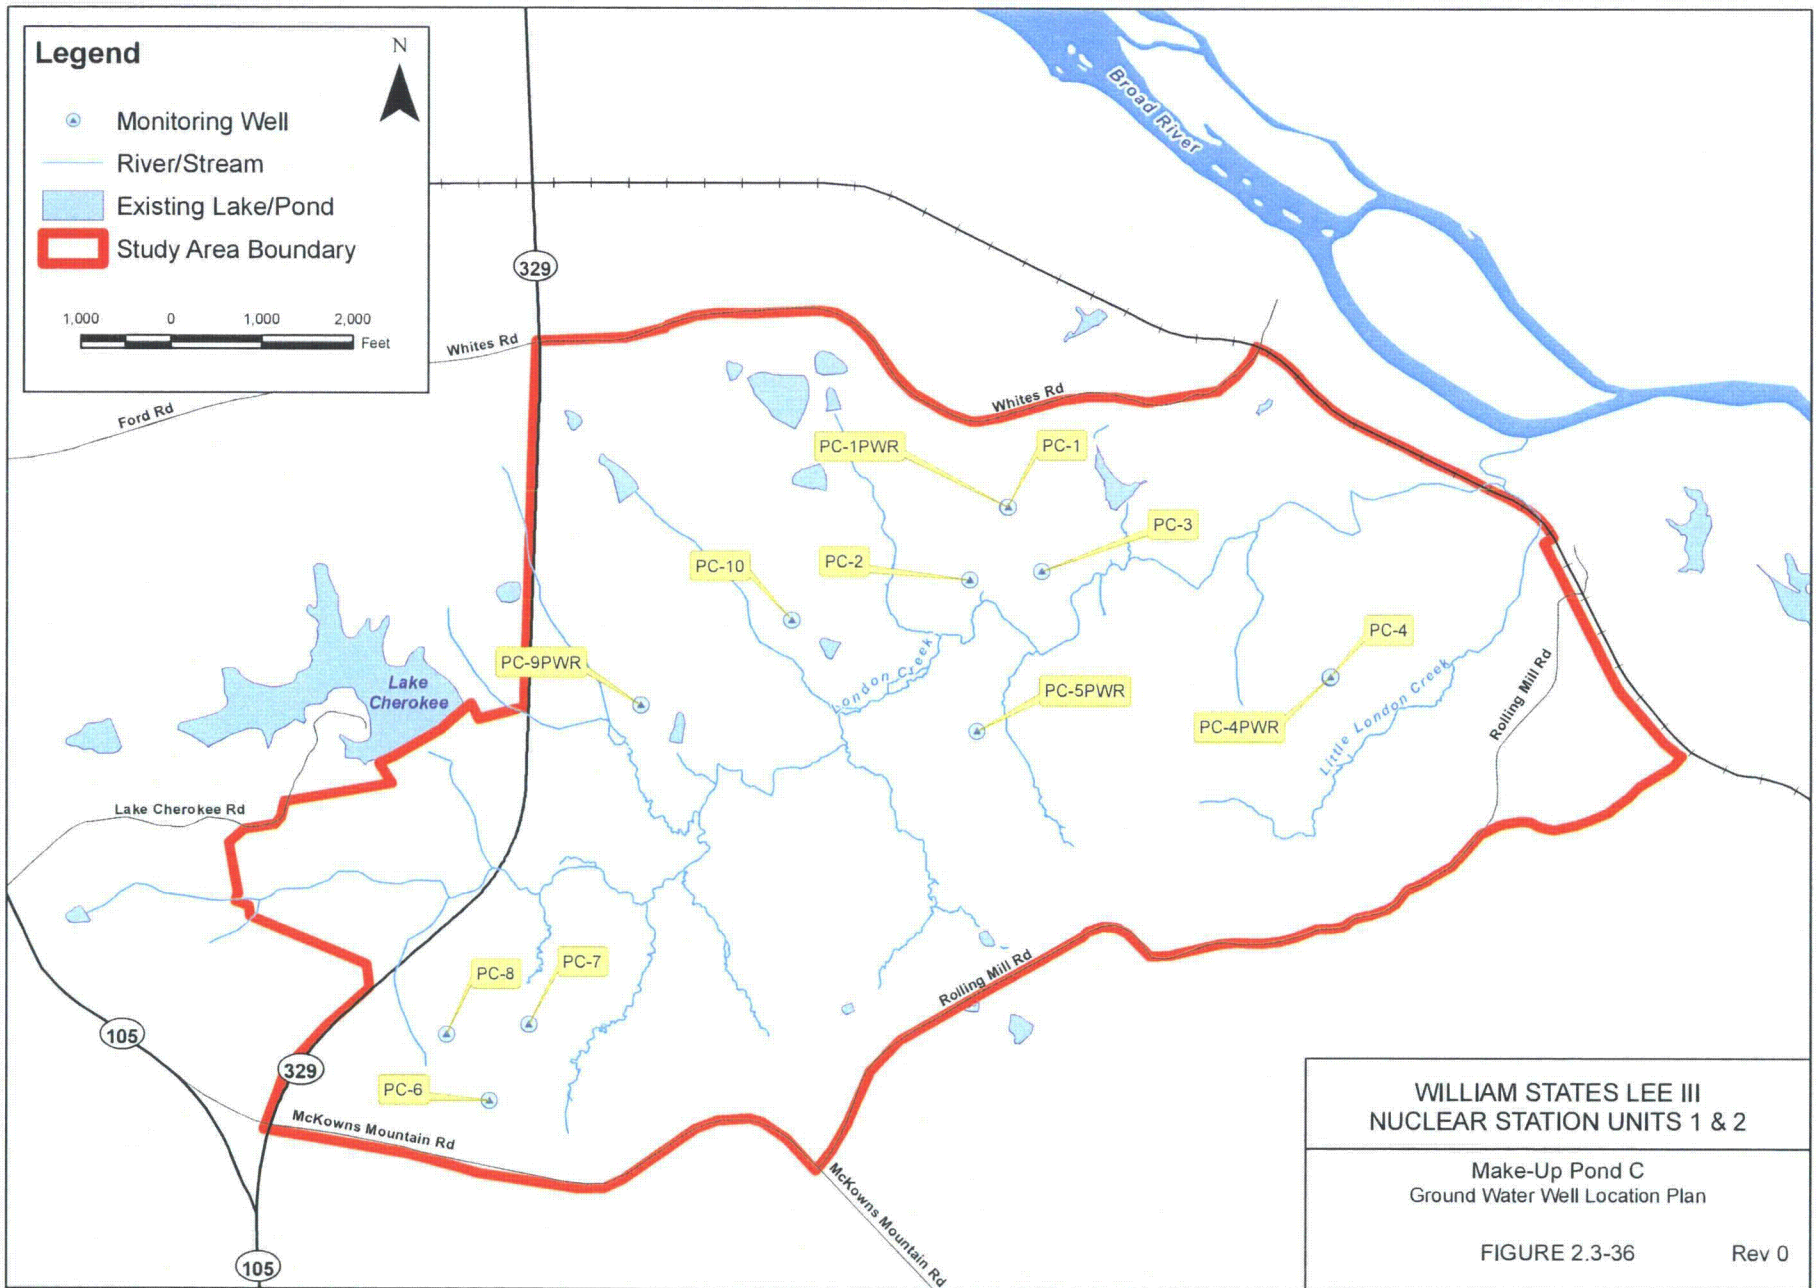 Legend
N
Monitoring Well
River/Stream
Existing Lake/Pond
Study Area Boundary
1,000 0 1,000 2,000
Feet
Broad River
329
Whites Rd
Ford Rd
Whites Rd
PC-1PWR
PC-1
PC-3
PC-2
PC-10
PC-4
PC-9PWR
Lake
Cherokee
London Creek
PC-5PWR
PC-4PWR
Little London Creek
Rolling Mill Rd
Lake Cherokee Rd
PC-8
PC-7
Rolling Mill Rd
105
329
PC-6
McKowns Mountain Rd
McKowns Mountain Rd
105
WILLIAM STATES LEE III
NUCLEAR STATION UNITS 1 & 2
Make-Up Pond C
Ground Water Well Location Plan
FIGURE 2.3-36 Rev 0